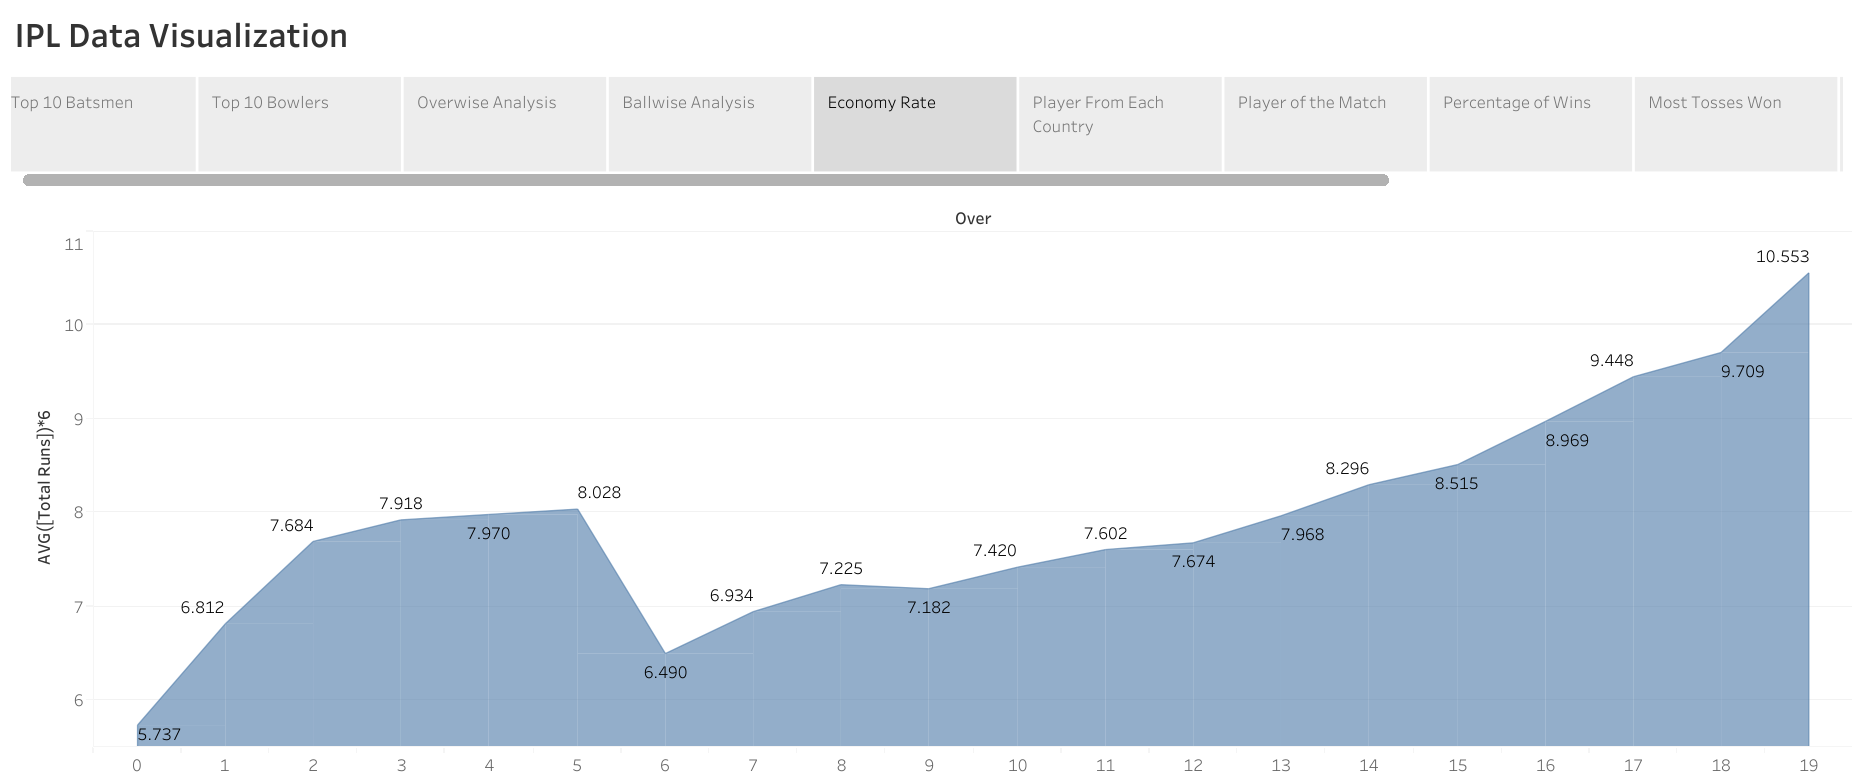 IPL Data Visualization
Top 10 Batsmen
Top 10 Bowlers
Overwise Analysis
Ballwise Analysis
Economy Rate
Player From Each
Country
Player of the Match
Percentage of Wins
Most Tosses Won
Over
AVG([Total Runs])*6
11
10
9
8
7
6
5.737
6.812
7.684
7.918
7.970
8.028
6.490
6.934
7.225
7.182
7.420
7.602
7.674
7.968
8.296
8.515
8.969
9.448
9.709
10.553
0 1 2 3 4 5 6 7 8 9 10 11 12 13 14 15 16 17 18 19